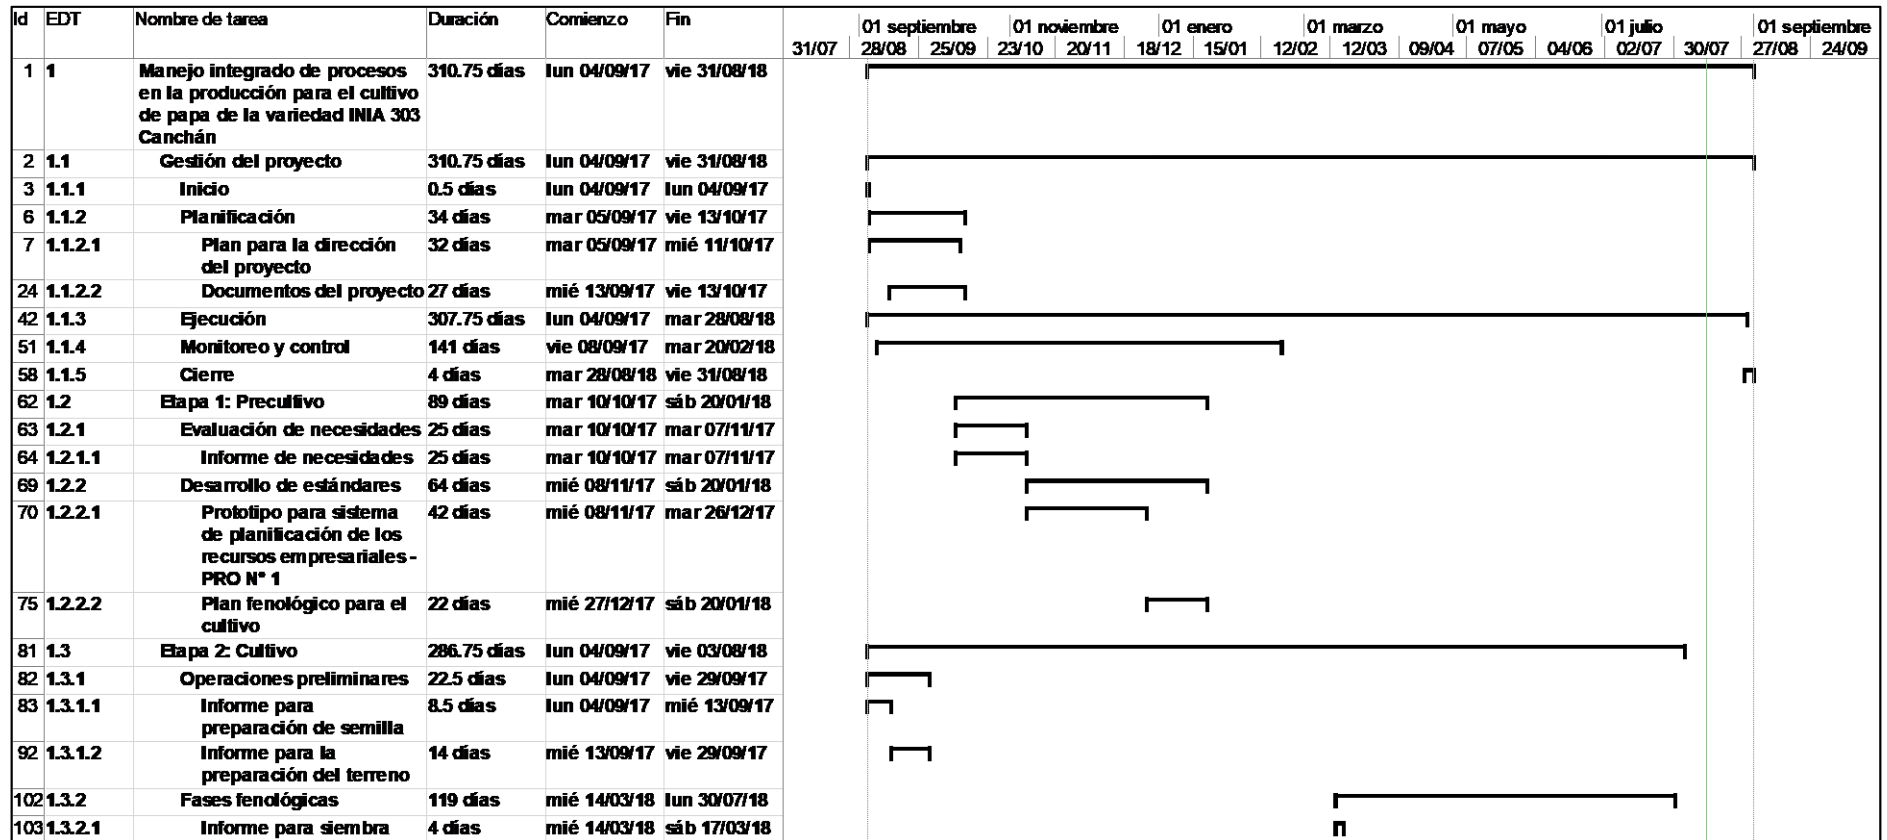 Id EDT Nombre de tarea Duración Comienzo Fin
01 septiembre 01 noviembre 01 enero 01 marzo 01 mayo 01 julio 01 septiembre
31/07 28/08 25/09 23/10 20/11 18/12 15/01 12/02 12/03 09/04 07/05 04/06 02/07 30/07 27/08 24/09
1 1 Manejo integrado de procesos 310.75 días lun 04/09/17 vie 31/08/18
en la producción para el cultivo
de papa de la variedad INIA 303
Canchán
2 1.1 Gestión del proyecto 310.75 días lun 04/09/17 vie 31/08/18
3 1.1.1 Inicio 0.5 días lun 04/09/17 lun 04/09/17
6 1.1.2 Planificación 34 días mar 05/09/17 vie 13/10/17
7 1.1.2.1 Plan para la dirección 32 días mar 05/09/17 mié 11/10/17
del proyecto
24 1.1.2.2 Documentos del proyecto 27 días mié 13/09/17 vie 13/10/17
42 1.1.3 Ejecución 307.75 días lun 04/09/17 mar 28/08/18
51 1.1.4 Monitoreo y control 141 días vie 08/09/17 mar 20/02/18
58 1.1.5 Cierre 4 días mar 28/08/18 vie 31/08/18
62 1.2 Etapa 1: Precultivo 89 días mar 10/10/17 sáb 20/01/18
63 1.2.1 Evaluación de necesidades 25 días mar 10/10/17 mar 07/11/17
64 1.2.1.1 Informe de necesidades 25 días mar 10/10/17 mar 07/11/17
69 1.2.2 Desarrollo de estándares 64 días mié 08/11/17 sáb 20/01/18
70 1.2.2.1 Prototipo para sistema 42 días mié 08/11/17 mar 26/12/17
de planificación de los
recursos empresariales -
PRO N° 1
75 1.2.2.2 Plan fenológico para el 22 días mié 27/12/17 sáb 20/01/18
cultivo
81 1.3 Etapa 2: Cultivo 286.75 días lun 04/09/17 vie 03/08/18
82 1.3.1 Operaciones preliminares 22.5 días lun 04/09/17 vie 29/09/17
83 1.3.1.1 Informe para 8.5 días lun 04/09/17 mié 13/09/17
preparación de semilla
92 1.3.1.2 Informe para la 14 días mié 13/09/17 vie 29/09/17
preparación del terreno
102 1.3.2 Fases fenológicas 119 días mié 14/03/18 lun 30/07/18
103 1.3.2.1 Informe para siembra 4 días mié 14/03/18 sáb 17/03/18